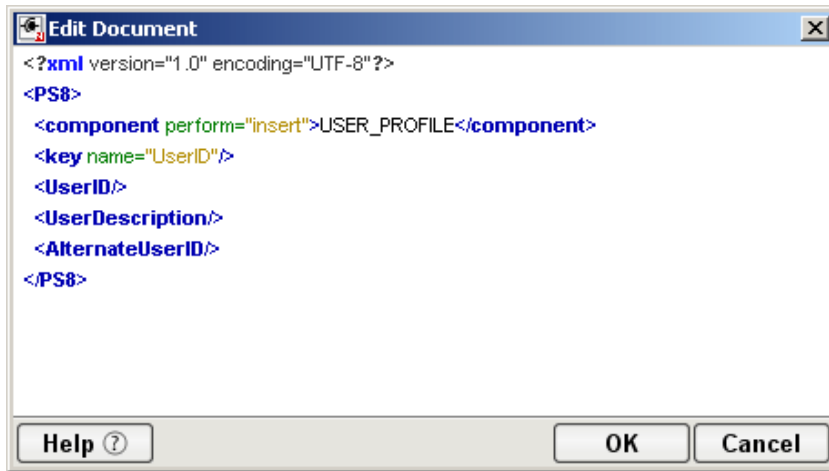 Edit Document
<?xml version="1.0" encoding="UTF-8"?>
<PS8>
<component perform="insert">USER_PROFILE</component>
<key name="UserID"/>
<UserID/>
<UserDescription/>
<AlternateUserID/>
</PS8>
Help ?
OK
Cancel